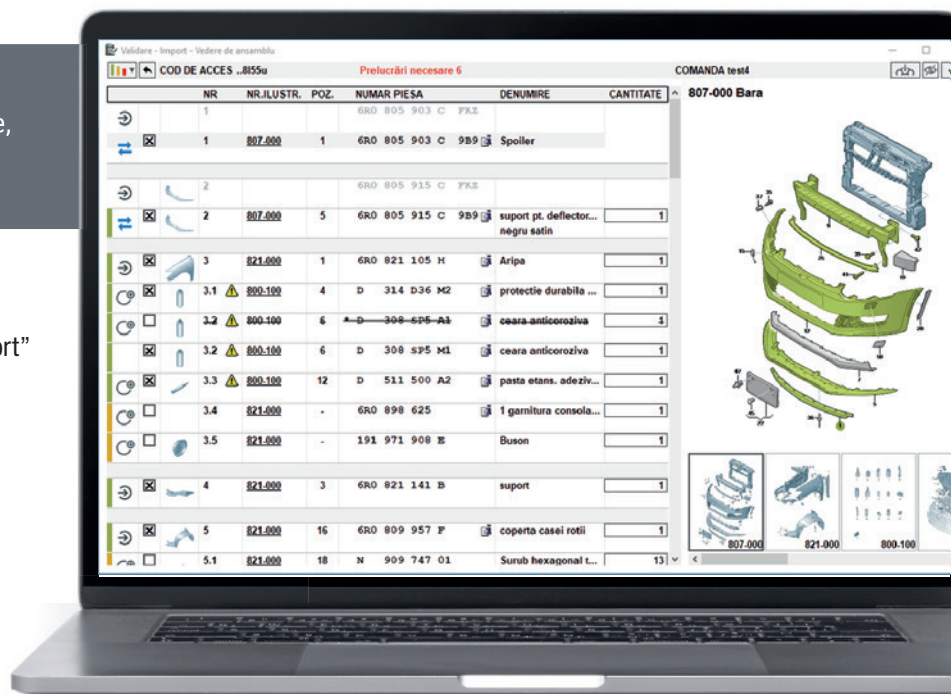 e,
ort”
Validare - Import - Vedere de ansamblu
COD DE ACCES ..8I55u Prelucrări necesare 6 COMANDA test4
NR NR.ILUSTR. POZ. NUMAR PIESA DENUMIRE CANTITATE
1 6R0 805 903 C FKZ
1 807-000 1 6R0 805 903 C 9B9 Spoiler
2 6R0 805 915 C FKZ
2 807-000 5 6R0 805 915 C 9B9 suport pt. deflector... 1
negru satin
3 821-000 1 6R0 821 105 H Aripa 1
3.1 800-100 4 D 314 D36 M2 protectie durabila ... 1
3.2 800-100 6 * D 308 SP5 A1 ceara anticoroziva 1
3.2 800-100 6 D 308 SP5 M1 ceara anticoroziva 1
3.3 800-100 12 D 511 500 A2 pasta etans. adeziv... 1
3.4 821-000 - 6R0 898 625 1 garnitura consola... 1
3.5 821-000 - 191 971 908 E Buson 1
4 821-000 3 6R0 821 141 B suport 1
5 821-000 16 6R0 809 957 F coperta casei rotii 1
5.1 821-000 18 N 909 747 01 Surub hexagonal t... 13
807-000 Bara
807-000 821-000 800-100